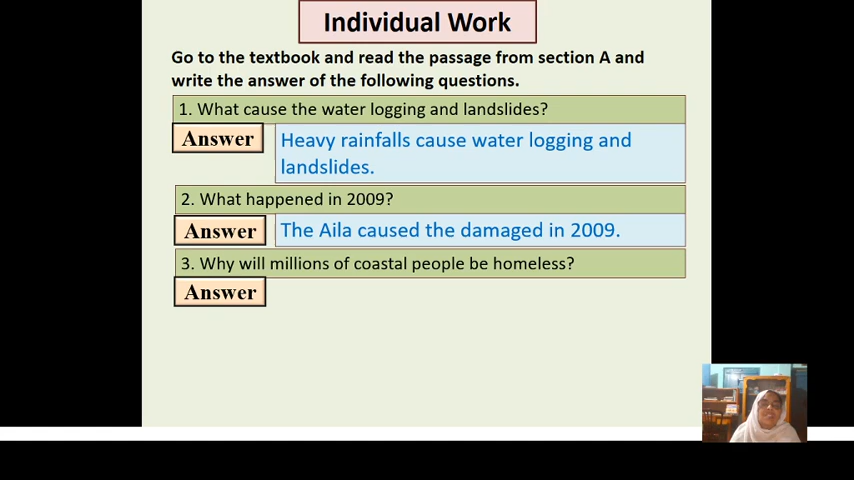 Individual Work
Go to the textbook and read the passage from section A and
write the answer of the following questions.
1. What cause the water logging and landslides?
Answer
Heavy rainfalls cause water logging and
landslides.
2. What happened in 2009?
Answer
The Aila caused the damaged in 2009.
3. Why will millions of coastal people be homeless?
Answer